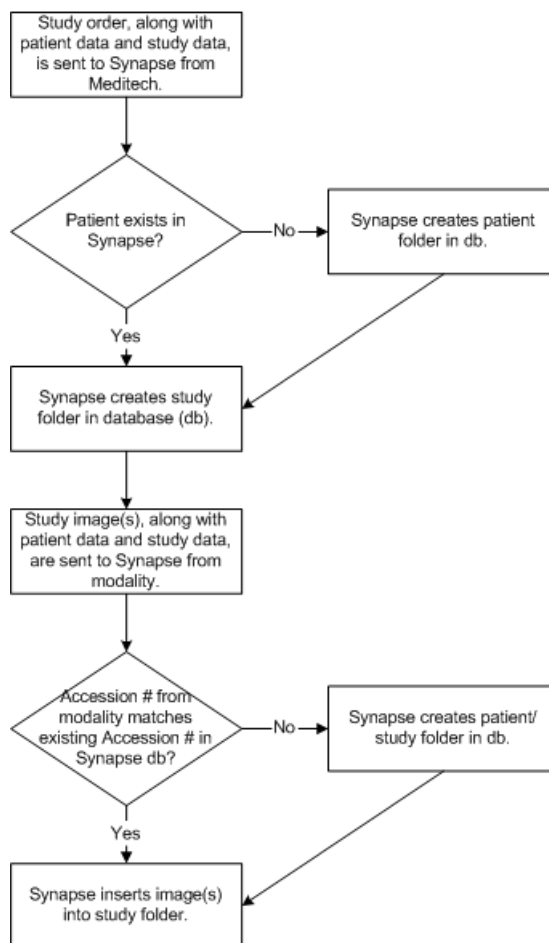 Study order, along with
patient data and study data,
is sent to Synapse from
Meditech.
Patient exists in
Synapse?
No
Synapse creates patient
folder in db.
Yes
Synapse creates study
folder in database (db).
Study image(s), along with
patient data and study data,
are sent to Synapse from
modality.
Accession # from
modality matches
existing Accession # in
Synapse db?
No
Synapse creates patient/
study folder in db.
Yes
Synapse inserts image(s)
into study folder.